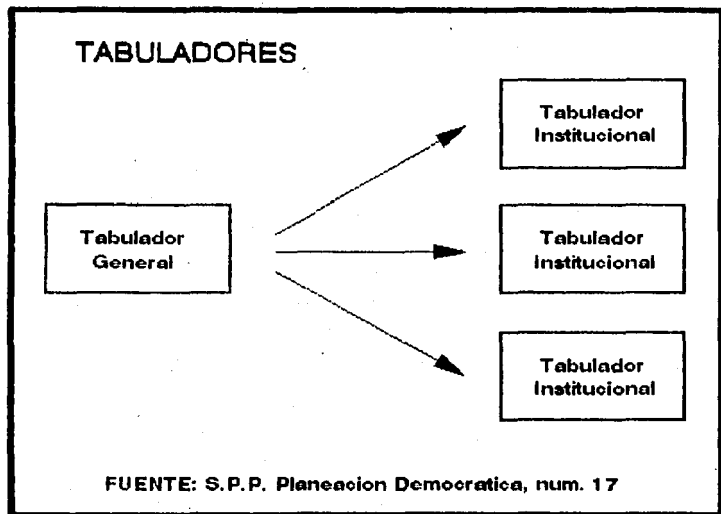 TABULADORES
Tabulador
Institucional
Tabulador
General
Tabulador
Institucional
Tabulador
Institucional
FUENTE: S.P.P. Planeacion Democratica, num. 17